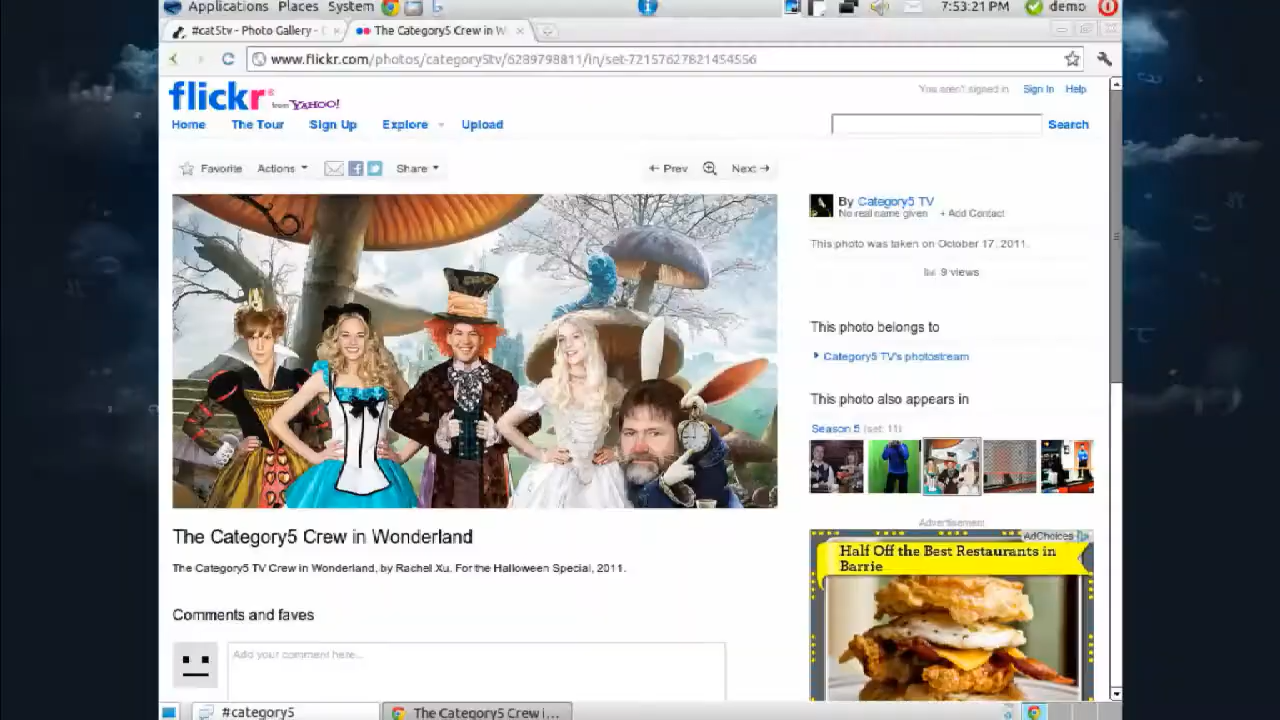 Applications Places System 7:53:21 PM demo
#cat5tv - Photo Gallery - The Category5 Crew in W
www.flickr.com/photos/category5tv/6289798811/in/set-72157627821454556
flickr from YAHOO!
You aren't signed in Sign In Help
Home The Tour Sign Up Explore Upload Search
Favorite Actions Share ← Prev Next →
By Category5 TV
No real name given + Add Contact
This photo was taken on October 17, 2011.
9 views
This photo belongs to
Category5 TV's photostream
This photo also appears in
Season 5 (set: 11)
Advertisement
AdChoices
Half Off the Best Restaurants in
Barrie
The Category5 Crew in Wonderland
The Category5 TV Crew in Wonderland, by Rachel Xu. For the Halloween Special, 2011.
Comments and faves
Add your comment here...
#category5 The Category5 Crew i...